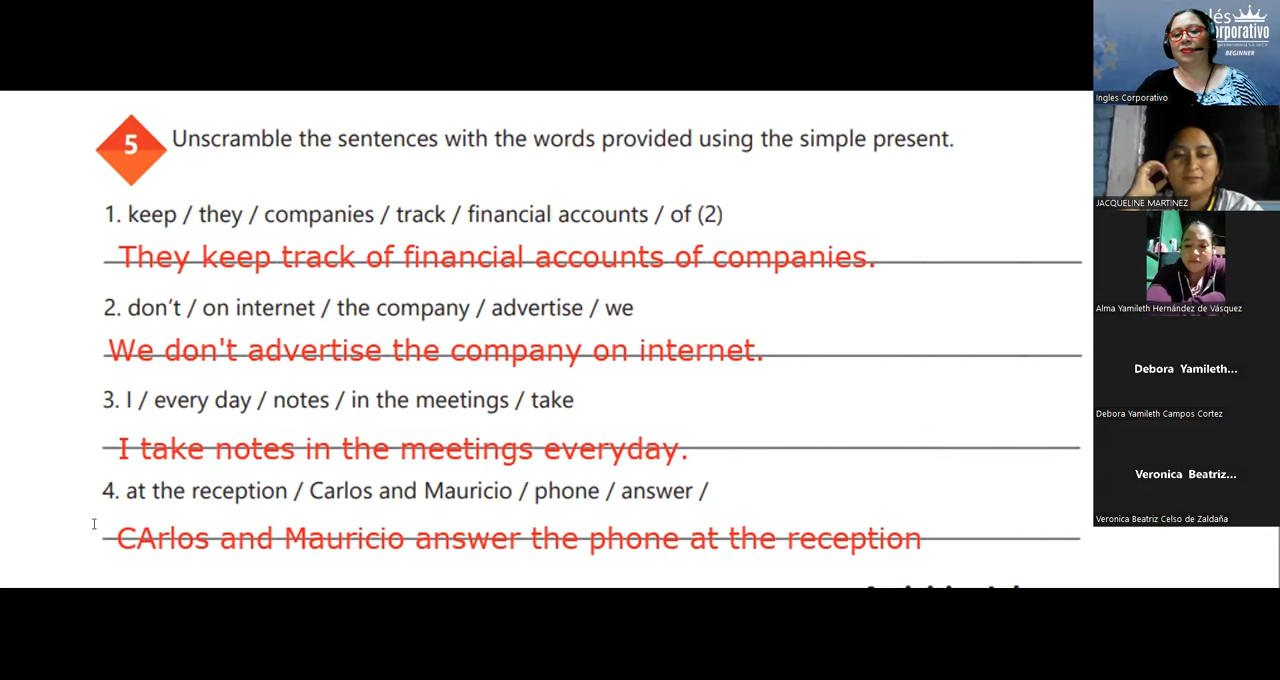 5 Unscramble the sentences with the words provided using the simple present.
1. keep / they / companies / track / financial accounts / of (2)
They keep track of financial accounts of companies.
2. don't / on internet / the company / advertise / we
We don't advertise the company on internet.
3. I / every day / notes / in the meetings / take
I take notes in the meetings everyday.
4. at the reception / Carlos and Mauricio / phone / answer /
CArlos and Mauricio answer the phone at the reception
BEGINNER
Ingles Corporativo
JACQUELINE MARTINEZ
Alma Yamileth Hernández de Vásquez
Debora Yamileth...
Debora Yamileth Campos Cortez
Veronica Beatriz...
Veronica Beatriz Celso de Zaldaña